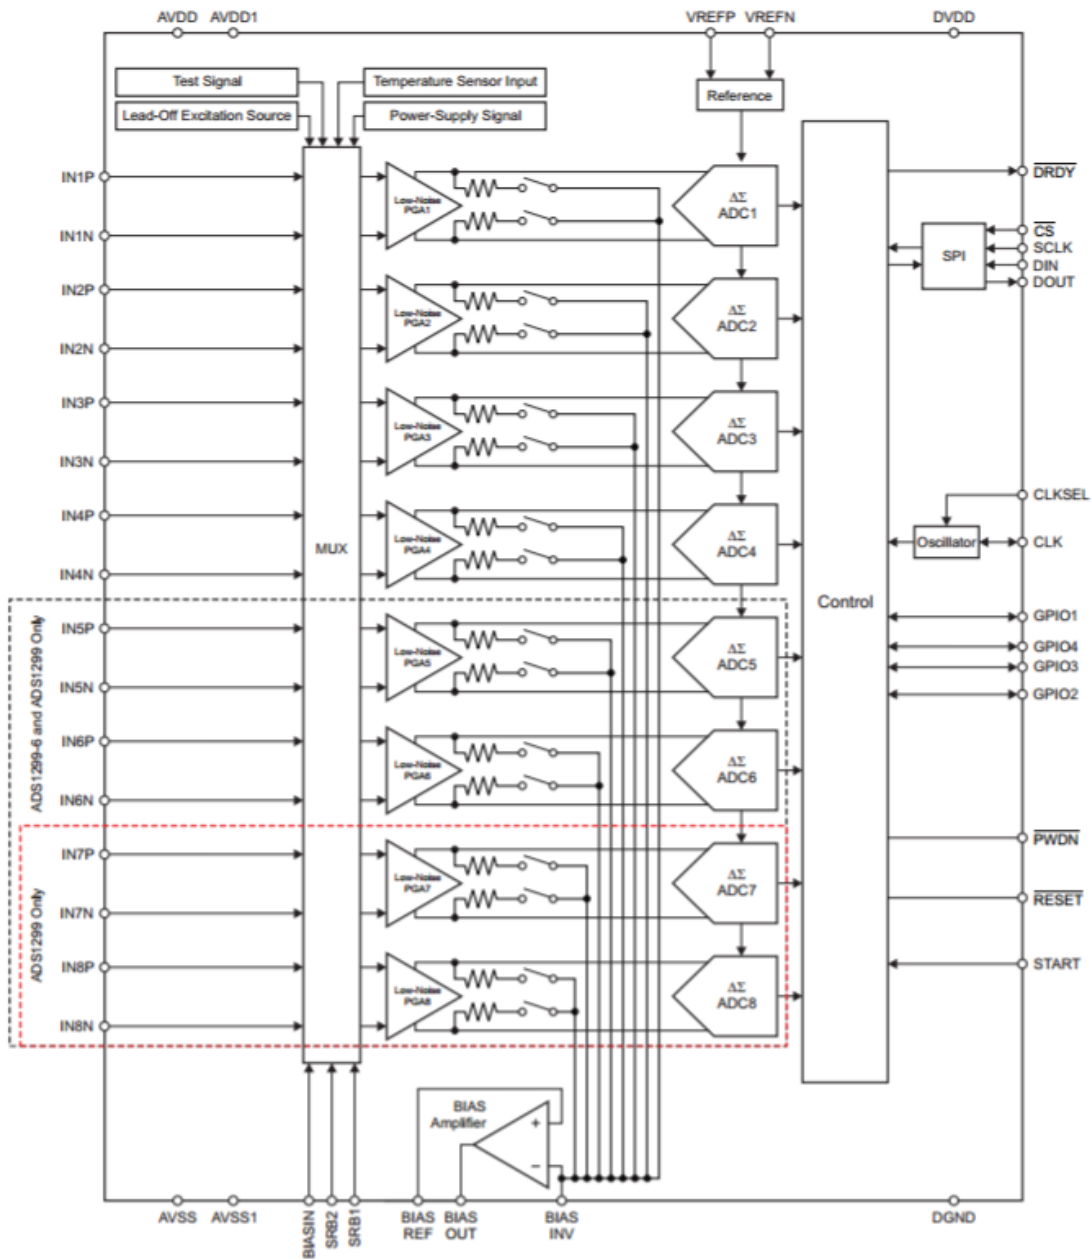 AVDD AVDD1 VREFP VREFN DVDD
Test Signal
Temperature Sensor Input
Lead-Off Excitation Source
Power-Supply Signal
Reference
MUX
Control
IN1P
IN1N
Low-Noise
PGA1
ΔΣ
ADC1
IN2P
IN2N
Low-Noise
PGA2
ΔΣ
ADC2
IN3P
IN3N
Low-Noise
PGA3
ΔΣ
ADC3
IN4P
IN4N
Low-Noise
PGA4
ΔΣ
ADC4
ADS1299-6 and ADS1299 Only
IN5P
IN5N
Low-Noise
PGA5
ΔΣ
ADC5
IN6P
IN6N
Low-Noise
PGA6
ΔΣ
ADC6
ADS1299 Only
IN7P
IN7N
Low-Noise
PGA7
ΔΣ
ADC7
IN8P
IN8N
Low-Noise
PGA8
ΔΣ
ADC8
DRDY
SPI
CS
SCLK
DIN
DOUT
CLKSEL
Oscillator
CLK
GPIO1
GPIO4
GPIO3
GPIO2
PWDN
RESET
START
BIAS
Amplifier
+
−
AVSS AVSS1
BIASIN
SRB2
SRB1
BIAS
REF
BIAS
OUT
BIAS
INV
DGND